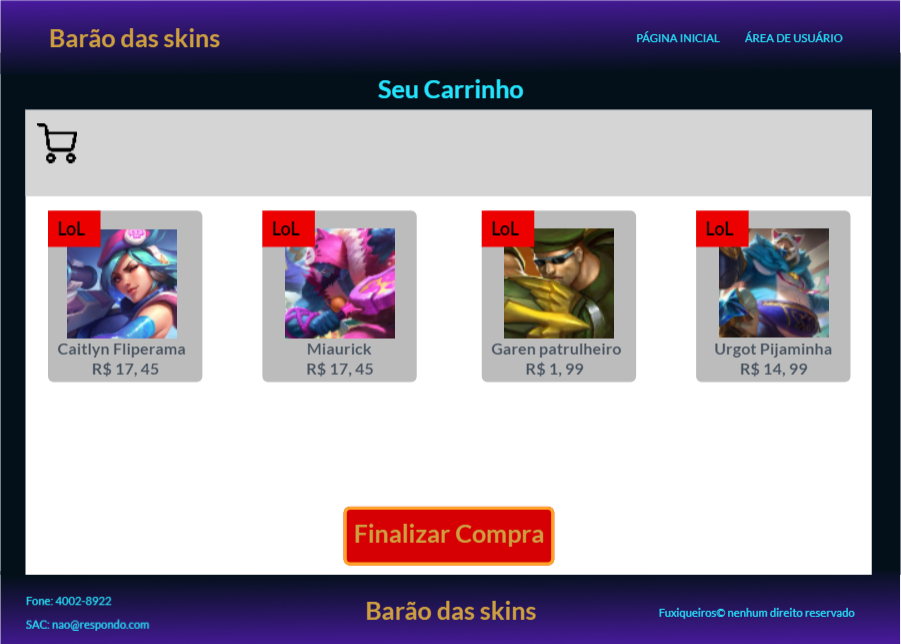 Barão das skins
PÁGINA INICIAL
ÁREA DE USUÁRIO
Seu Carrinho
LoL
Caitlyn Fliperama
R$ 17, 45
LoL
Miaurick
R$ 17, 45
LoL
Garen patrulheiro
R$ 1, 99
LoL
Urgot Pijaminha
R$ 14, 99
Finalizar Compra
Fone: 4002-8922
SAC: nao@respondo.com
Barão das skins
Fuxiqueiros© nenhum direito reservado